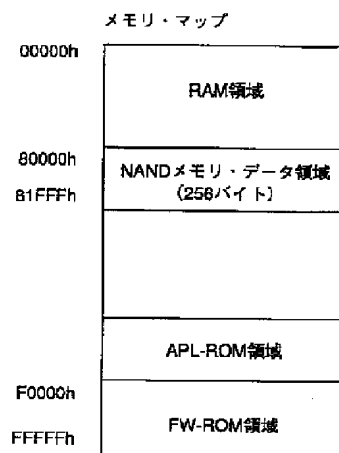 メモリ・マップ
00000h
RAM領域
80000h
NANDメモリ・データ領域
(256バイト)
81FFFh
APL-ROM領域
F0000h
FW-ROM領域
FFFFFh